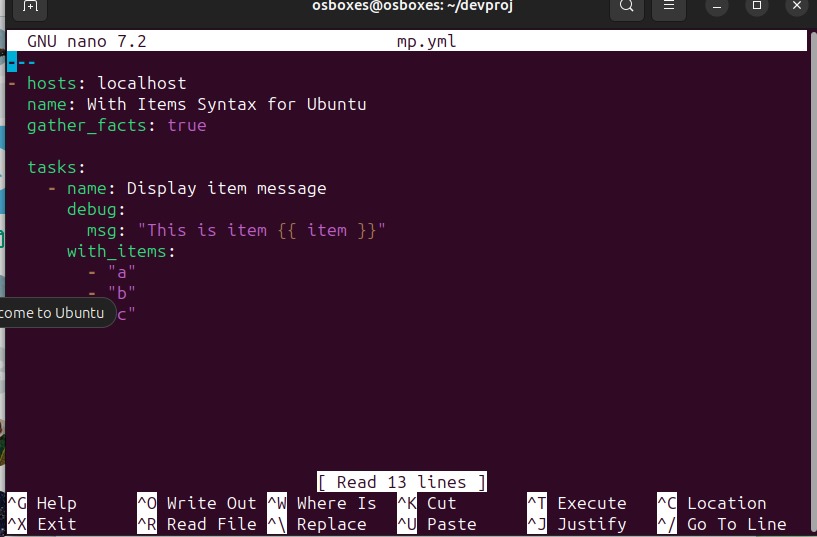 osboxes@osboxes: ~/devproj
GNU nano 7.2 mp.yml
---
- hosts: localhost
name: With Items Syntax for Ubuntu
gather_facts: true
tasks:
- name: Display item message
debug:
msg: "This is item {{ item }}"
with_items:
- "a"
- "b"
come to Ubuntu c"
[ Read 13 lines ]
^G Help ^O Write Out ^W Where Is ^K Cut ^T Execute ^C Location
^X Exit ^R Read File ^\ Replace ^U Paste ^J Justify ^/ Go To Line